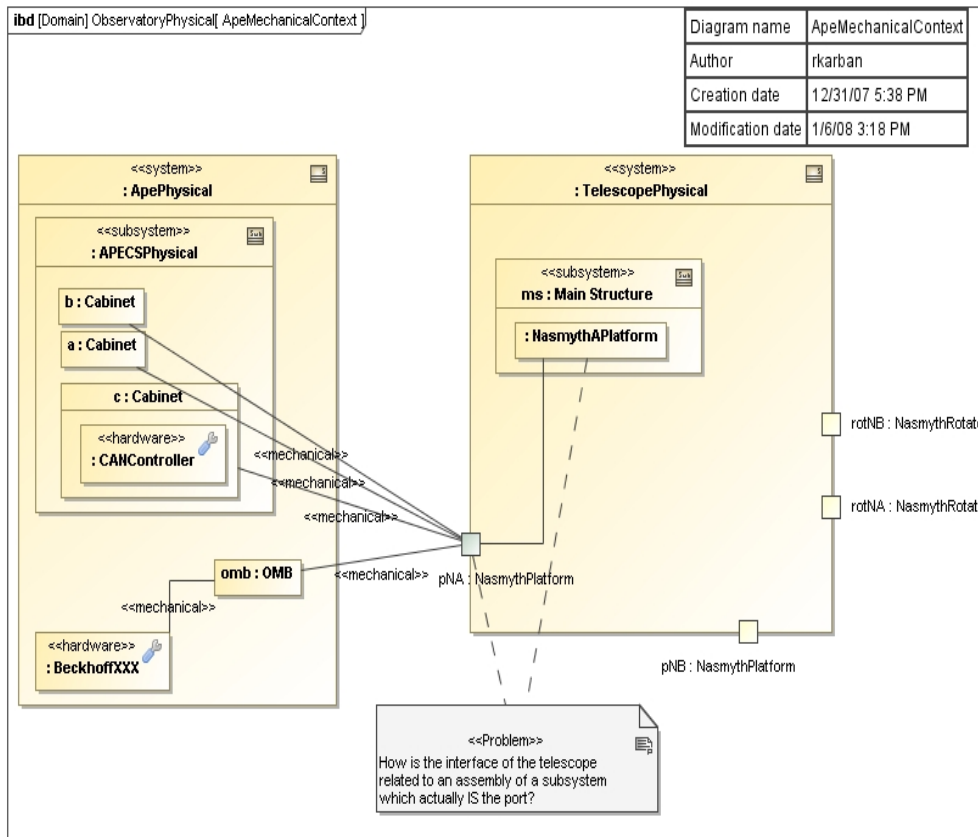 ibd [Domain] ObservatoryPhysical[ ApeMechanicalContext ]
Diagram name ApeMechanicalContext
Author rkarban
Creation date 12/31/07 5:38 PM
Modification date 1/6/08 3:18 PM
<<system>>
: ApePhysical
<<subsystem>>
: APECSPhysical
b : Cabinet
a : Cabinet
c : Cabinet
<<hardware>>
: CANController
<<mechanical>>
<<mechanical>>
<<mechanical>>
omb : OMB
<<mechanical>>
<<mechanical>>
<<hardware>>
: BeckhoffXXX
<<system>>
: TelescopePhysical
<<subsystem>>
ms : Main Structure
: NasmythAPlatform
rotNB : NasmythRotat
rotNA : NasmythRotat
pNA : NasmythPlatform
pNB : NasmythPlatform
<<Problem>>
How is the interface of the telescope
related to an assembly of a subsystem
which actually IS the port?